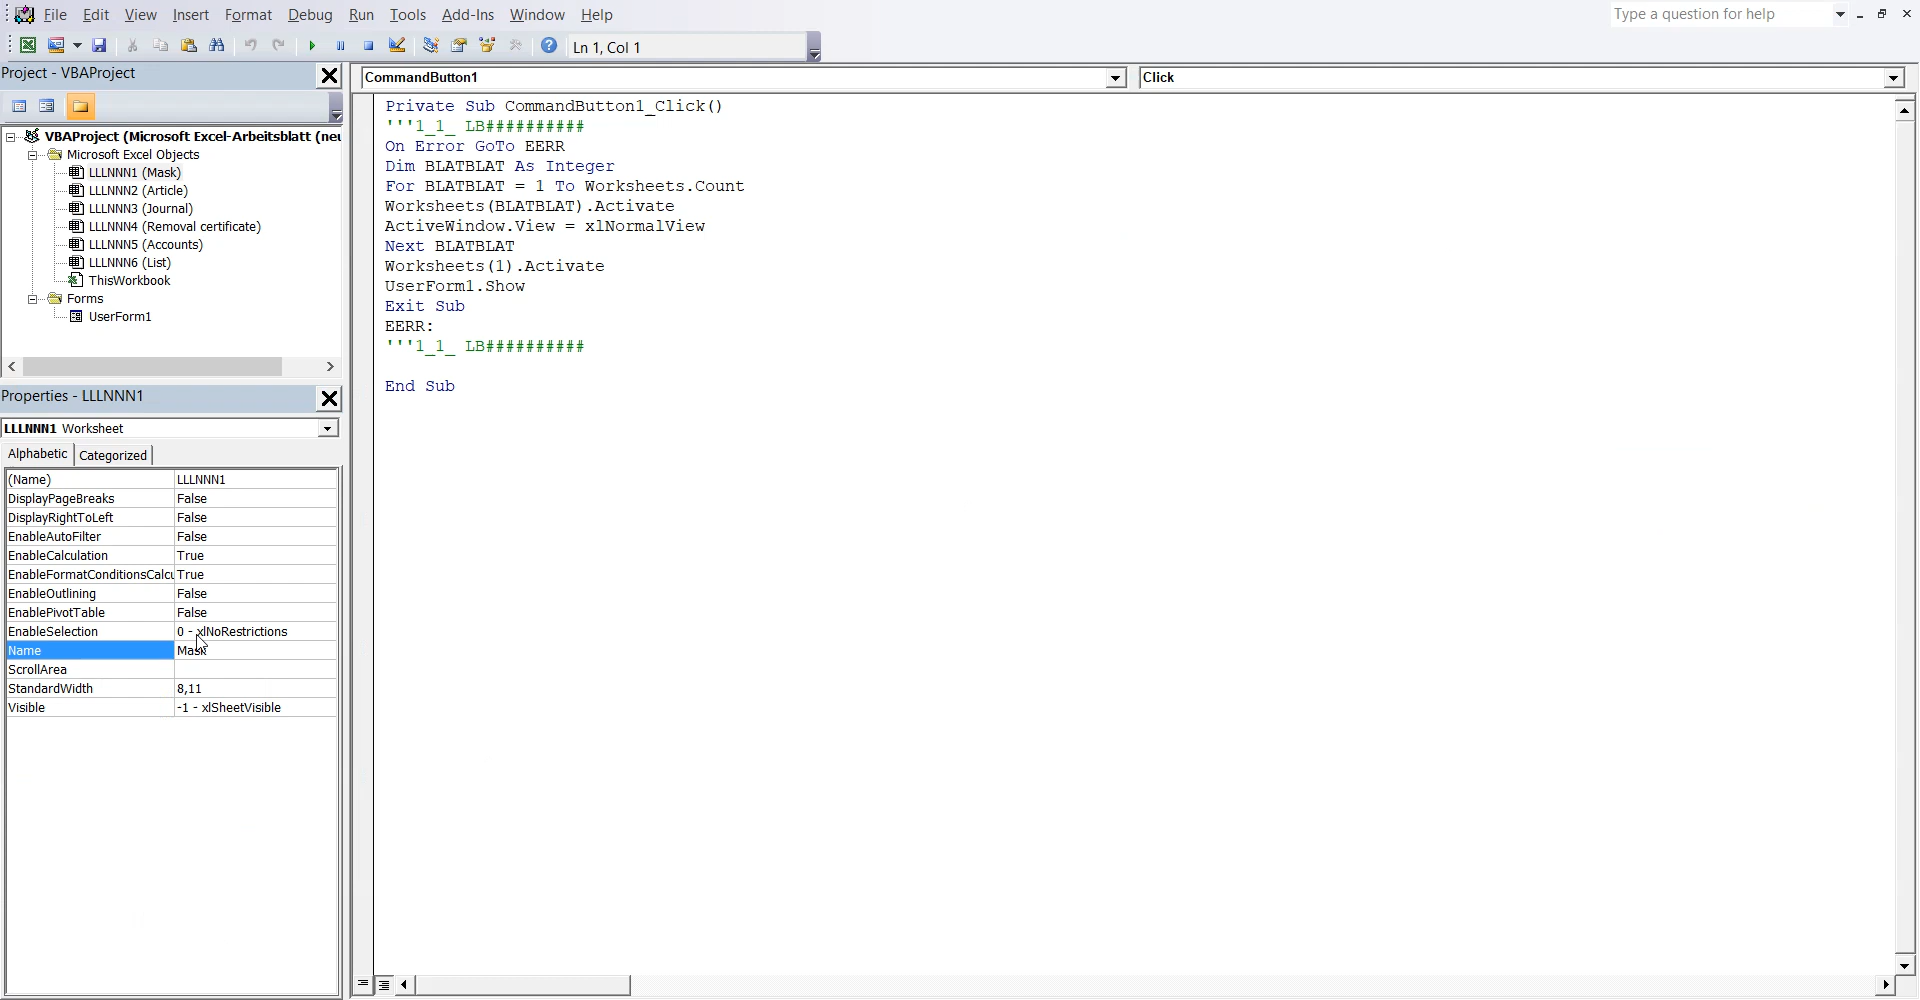 File Edit View Insert Format Debug Run Tools Add-Ins Window Help Type a question for help
Ln 1, Col 1
Project - VBAProject
VBAProject (Microsoft Excel-Arbeitsblatt (neu
Microsoft Excel Objects
LLLNNN1 (Mask)
LLLNNN2 (Article)
LLLNNN3 (Journal)
LLLNNN4 (Removal certificate)
LLLNNN5 (Accounts)
LLLNNN6 (List)
ThisWorkbook
Forms
UserForm1
Properties - LLLNNN1
LLLNNN1 Worksheet
Alphabetic Categorized
(Name) LLLNNN1
DisplayPageBreaks False
DisplayRightToLeft False
EnableAutoFilter False
EnableCalculation True
EnableFormatConditionsCalcu True
EnableOutlining False
EnablePivotTable False
EnableSelection 0 - xlNoRestrictions
Name Mask
ScrollArea
StandardWidth 8,11
Visible -1 - xlSheetVisible
CommandButton1 Click
Private Sub CommandButton1_Click()
'''1_1_ LB##########
On Error GoTo EERR
Dim BLATBLAT As Integer
For BLATBLAT = 1 To Worksheets.Count
Worksheets(BLATBLAT).Activate
ActiveWindow.View = xlNormalView
Next BLATBLAT
Worksheets(1).Activate
UserForm1.Show
Exit Sub
EERR:
'''1_1_ LB##########
End Sub